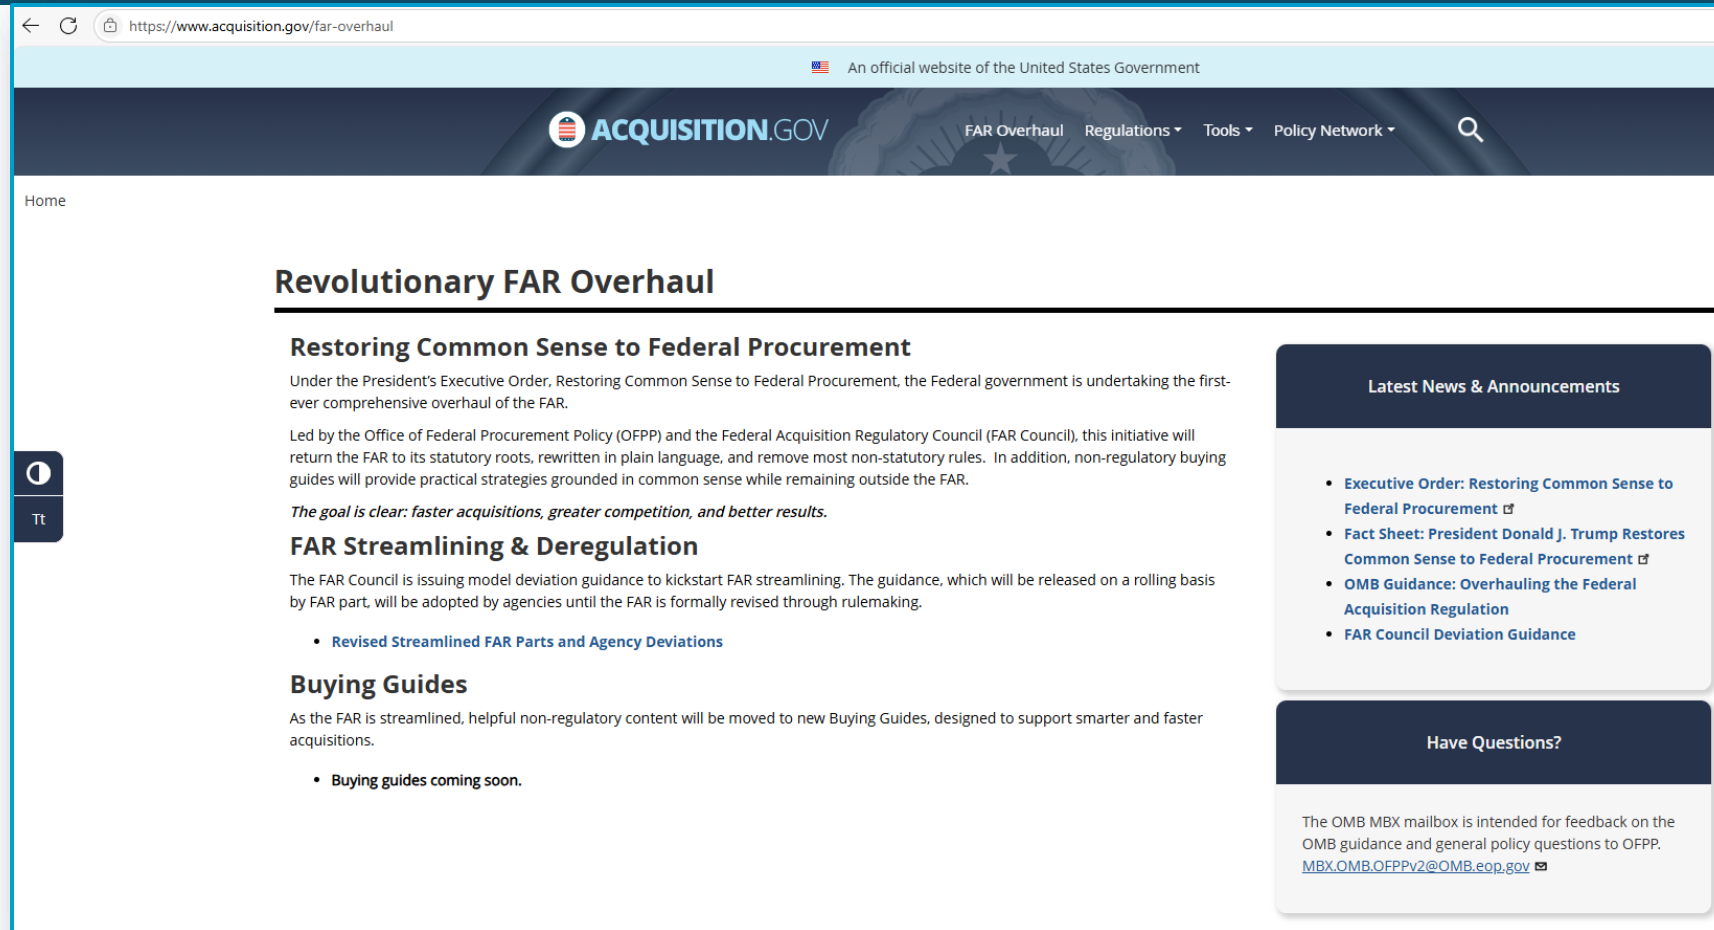 https://www.acquisition.gov/far-overhaul
An official website of the United States Government
ACQUISITION.GOV
FAR Overhaul Regulations Tools Policy Network
Home
Revolutionary FAR Overhaul
Restoring Common Sense to Federal Procurement
Under the President's Executive Order, Restoring Common Sense to Federal Procurement, the Federal government is undertaking the first-
ever comprehensive overhaul of the FAR.
Led by the Office of Federal Procurement Policy (OFPP) and the Federal Acquisition Regulatory Council (FAR Council), this initiative will
return the FAR to its statutory roots, rewritten in plain language, and remove most non-statutory rules.  In addition, non-regulatory buying
guides will provide practical strategies grounded in common sense while remaining outside the FAR.
The goal is clear: faster acquisitions, greater competition, and better results.
FAR Streamlining & Deregulation
The FAR Council is issuing model deviation guidance to kickstart FAR streamlining. The guidance, which will be released on a rolling basis
by FAR part, will be adopted by agencies until the FAR is formally revised through rulemaking.
• Revised Streamlined FAR Parts and Agency Deviations
Buying Guides
As the FAR is streamlined, helpful non-regulatory content will be moved to new Buying Guides, designed to support smarter and faster
acquisitions.
• Buying guides coming soon.
Tt
Latest News & Announcements
• Executive Order: Restoring Common Sense to
Federal Procurement
• Fact Sheet: President Donald J. Trump Restores
Common Sense to Federal Procurement
• OMB Guidance: Overhauling the Federal
Acquisition Regulation
• FAR Council Deviation Guidance
Have Questions?
The OMB MBX mailbox is intended for feedback on the
OMB guidance and general policy questions to OFPP.
MBX.OMB.OFPPv2@OMB.eop.gov